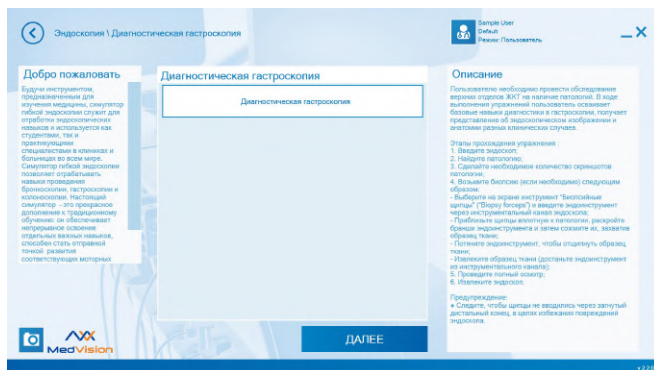 Эндоскопия \ Диагностическая гастроскопия
Sample User
Default
Режим: Пользователь
Добро пожаловать
Будучи инструментом,
предназначенным для
изучения медицины, симулятор
гибкой эндоскопии служит для
отработки эндоскопических
навыков и используется как
студентами, так и
практикующими
специалистами в клиниках и
больницах во всем мире.
Симулятор гибкой эндоскопии
позволяет отрабатывать
навыки проведения
бронхоскопии, гастроскопии и
колоноскопии. Настоящий
симулятор – это прекрасное
дополнение к традиционному
обучению: он обеспечивает
непрерывное освоение
отдельных важных навыков,
способен стать отправной
точкой развития
соответствующих моторных
Диагностическая гастроскопия
Диагностическая гастроскопия
ДАЛЕЕ
Описание
Пользователю необходимо провести обследование
верхних отделов ЖКТ на наличие патологий. В ходе
выполнения упражнений пользователь осваивает
базовые навыки диагностики в гастроскопии, получает
представление об эндоскопическом изображении и
анатомии разных клинических случаев.
Этапы прохождения упражнения :
1. Введите эндоскоп;
2. Найдите патологию;
3. Сделайте необходимое количество скриншотов
патологии;
4. Возьмите биопсию (если необходимо) следующим
образом:
- Выберите на экране инструмент "Биопсийные
щипцы" ("Biopsy forceps") и введите эндоинструмент
через инструментальный канал эндоскопа;
- Приблизьте щипцы вплотную к патологии, раскройте
бранши эндоинструмента и затем сожмите их, захватив
образец ткани;
- Потяните эндоинструмент, чтобы отщипнуть образец
ткани;
- Извлеките образец ткани (достаньте эндоинструмент
из инструментального канала);
5. Проведите полный осмотр;
6. Извлеките эндоскоп.
Предупреждение:
● Следите, чтобы щипцы не вводились через загнутый
дистальный конец, в целях избежания повреждений
эндоскопа.
MedVision
v 2.2.0